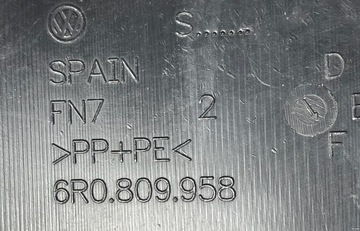 S.......
SPAIN D
FN7 2 E
>PP+PE< F
6R0.809.958